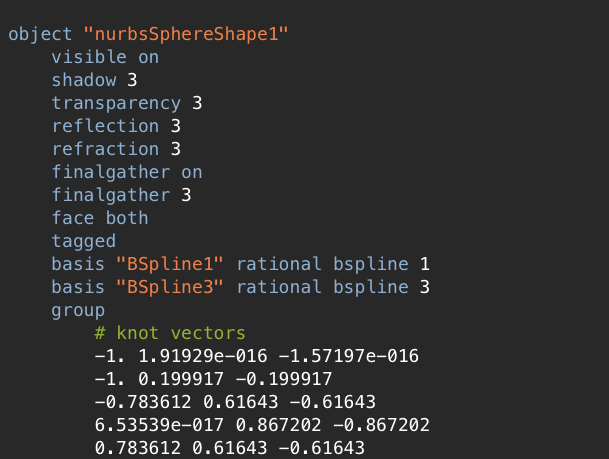 object "nurbsSphereShape1"
visible on
shadow 3
transparency 3
reflection 3
refraction 3
finalgather on
finalgather 3
face both
tagged
basis "BSpline1" rational bspline 1
basis "BSpline3" rational bspline 3
group
# knot vectors
-1. 1.91929e-016 -1.57197e-016
-1. 0.199917 -0.199917
-0.783612 0.61643 -0.61643
6.53539e-017 0.867202 -0.867202
0.783612 0.61643 -0.61643